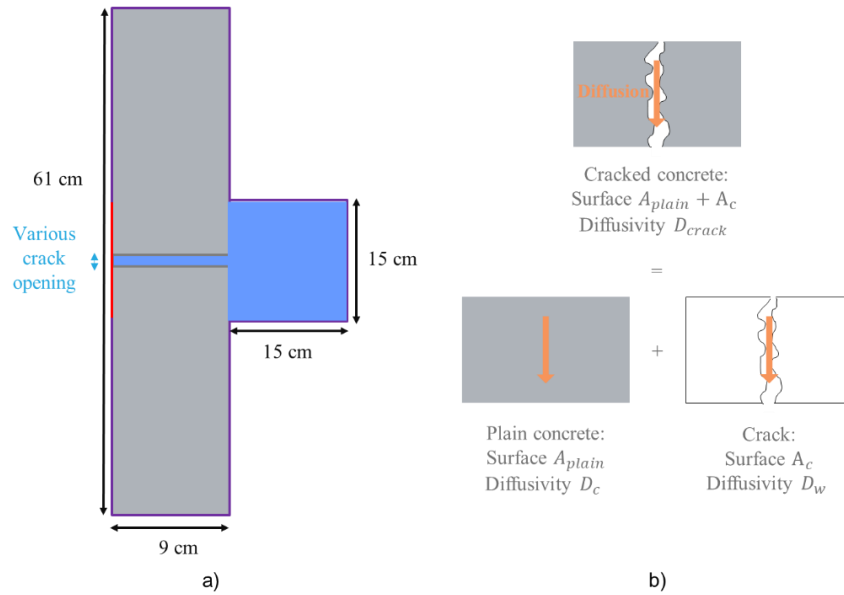 61 cm
Various
crack
opening
15 cm
15 cm
9 cm
a)
Diffusion
Cracked concrete:
Surface A_plain + A_c
Diffusivity D_crack
=
+
Plain concrete:
Surface A_plain
Diffusivity D_c
Crack:
Surface A_c
Diffusivity D_w
b)